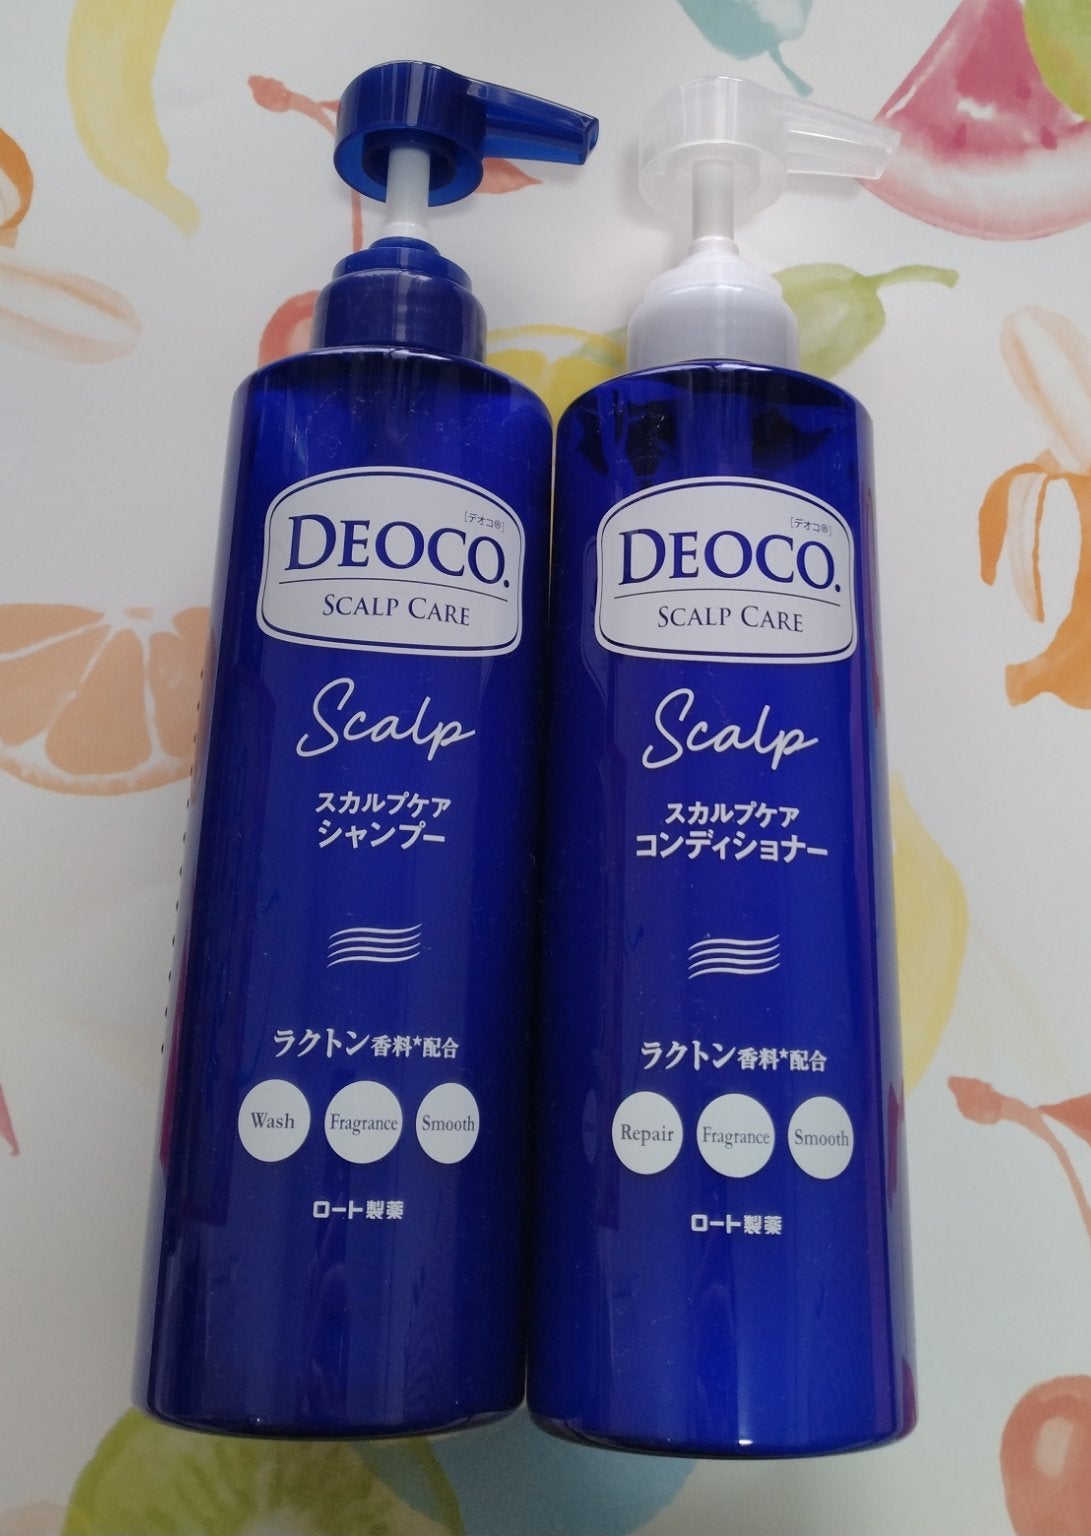 [デオコ®]
DEOCO.
SCALP CARE
Scalp
スカルプケア
シャンプー
ラクトン香料*配合
Wash
Fragrance
Smooth
ロート製薬
[デオコ®]
DEOCO.
SCALP CARE
Scalp
スカルプケア
コンディショナー
ラクトン香料*配合
Repair
Fragrance
Smooth
ロート製薬